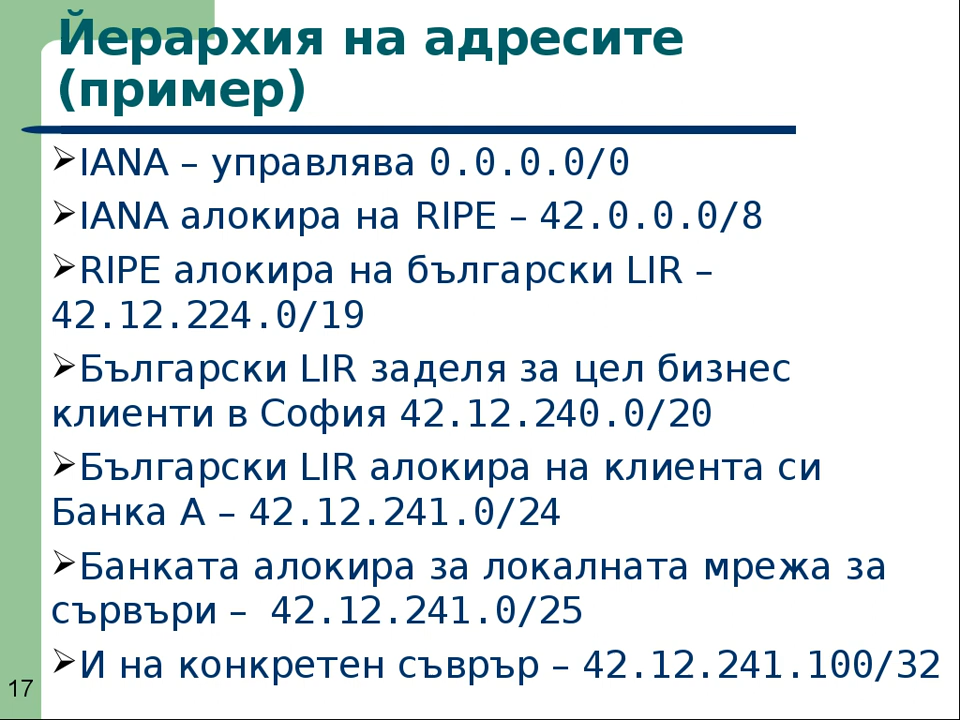 Йерархия на адресите
(пример)
IANA – управлява 0.0.0.0/0
IANA алокира на RIPE – 42.0.0.0/8
RIPE алокира на български LIR –
42.12.224.0/19
Български LIR заделя за цел бизнес
клиенти в София 42.12.240.0/20
Български LIR алокира на клиента си
Банка А – 42.12.241.0/24
Банката алокира за локалната мрежа за
сървъри – 42.12.241.0/25
И на конкретен съврър – 42.12.241.100/32
17